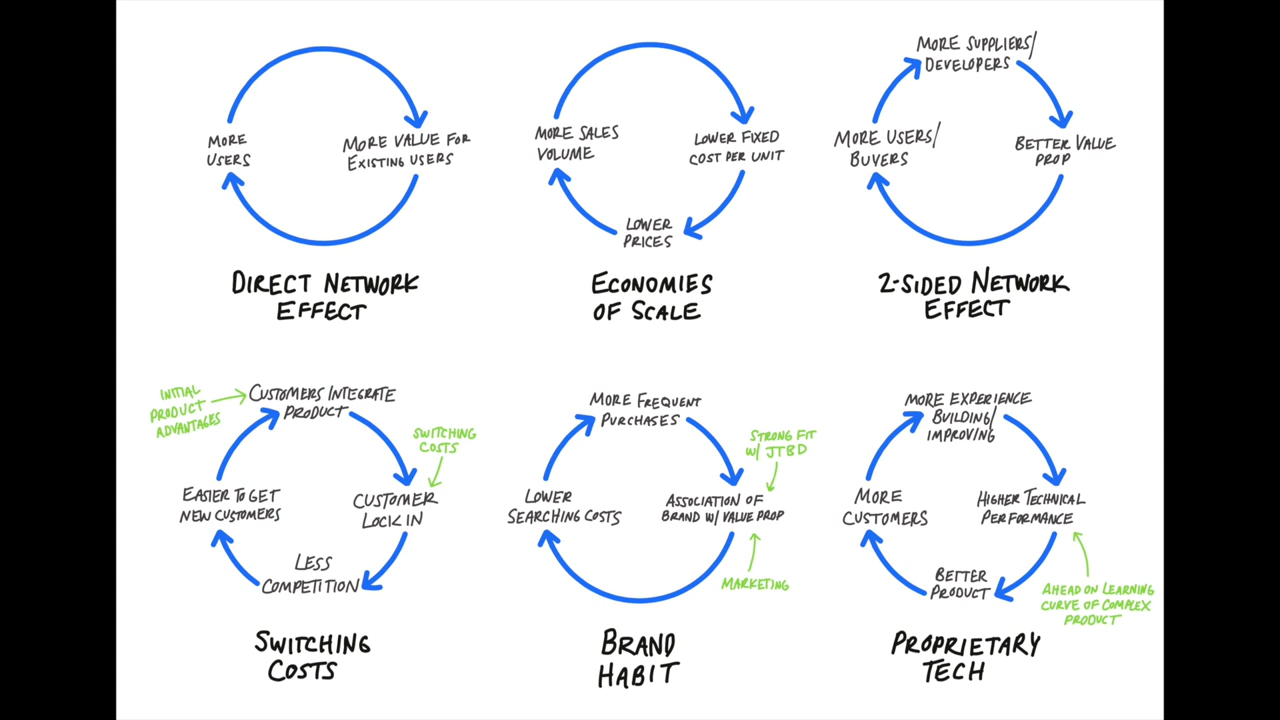 MORE
USERS
MORE VALUE FOR
EXISTING USERS
DIRECT NETWORK
EFFECT
MORE SALES
VOLUME
LOWER FIXED
COST PER UNIT
LOWER
PRICES
ECONOMIES
OF SCALE
MORE SUPPLIERS/
DEVELOPERS
MORE USERS/
BUYERS
BETTER VALUE
PROP
2-SIDED NETWORK
EFFECT
INITIAL
PRODUCT
ADVANTAGES
CUSTOMERS INTEGRATE
PRODUCT
SWITCHING
COSTS
EASIER TO GET
NEW CUSTOMERS
CUSTOMER
LOCK IN
LESS
COMPETITION
SWITCHING
COSTS
MORE FREQUENT
PURCHASES
STRONG FIT
W/ JTBD
LOWER
SEARCHING COSTS
ASSOCIATION OF
BRAND W/ VALUE PROP
MARKETING
BRAND
HABIT
MORE EXPERIENCE
BUILDING/
IMPROVING
MORE
CUSTOMERS
HIGHER TECHNICAL
PERFORMANCE
BETTER
PRODUCT
AHEAD ON LEARNING
CURVE OF COMPLEX
PRODUCT
PROPRIETARY
TECH